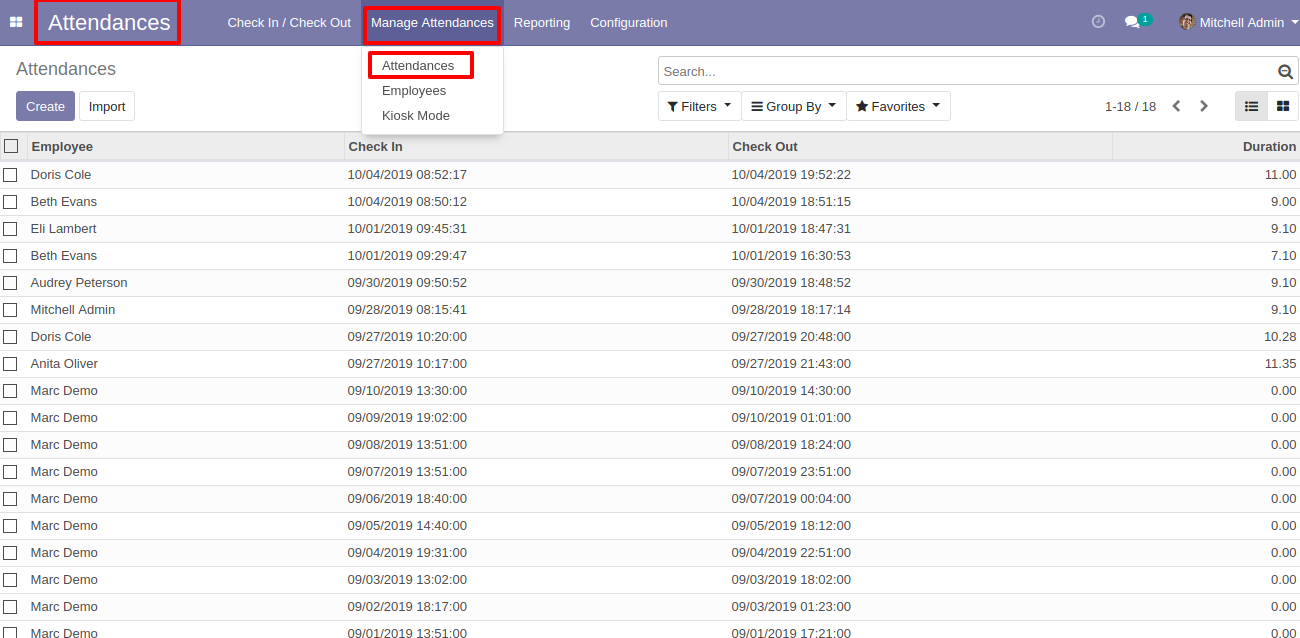 Attendances Check In / Check Out Manage Attendances Reporting Configuration 1 Mitchell Admin
Attendances
Attendances
Employees
Kiosk Mode
Search...
Create Import
Filters Group By Favorites 1-18 / 18
Employee Check In Check Out Duration
Doris Cole 10/04/2019 08:52:17 10/04/2019 19:52:22 11.00
Beth Evans 10/04/2019 08:50:12 10/04/2019 18:51:15 9.00
Eli Lambert 10/01/2019 09:45:31 10/01/2019 18:47:31 9.10
Beth Evans 10/01/2019 09:29:47 10/01/2019 16:30:53 7.10
Audrey Peterson 09/30/2019 09:50:52 09/30/2019 18:48:52 9.10
Mitchell Admin 09/28/2019 08:15:41 09/28/2019 18:17:14 9.10
Doris Cole 09/27/2019 10:20:00 09/27/2019 20:48:00 10.28
Anita Oliver 09/27/2019 10:17:00 09/27/2019 21:43:00 11.35
Marc Demo 09/10/2019 13:30:00 09/10/2019 14:30:00 0.00
Marc Demo 09/09/2019 19:02:00 09/10/2019 01:01:00 0.00
Marc Demo 09/08/2019 13:51:00 09/08/2019 18:24:00 0.00
Marc Demo 09/07/2019 13:51:00 09/07/2019 23:51:00 0.00
Marc Demo 09/06/2019 18:40:00 09/07/2019 00:04:00 0.00
Marc Demo 09/05/2019 14:40:00 09/05/2019 18:12:00 0.00
Marc Demo 09/04/2019 19:31:00 09/04/2019 22:51:00 0.00
Marc Demo 09/03/2019 13:02:00 09/03/2019 18:02:00 0.00
Marc Demo 09/02/2019 18:17:00 09/03/2019 01:23:00 0.00
Marc Demo 09/01/2019 13:51:00 09/01/2019 17:21:00 0.00